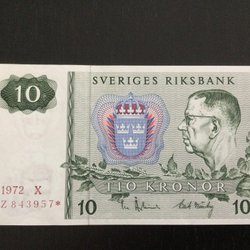 SVERIGES RIKSBANK
10
1972 X
Z 843957*
TIO KRONOR
10
10